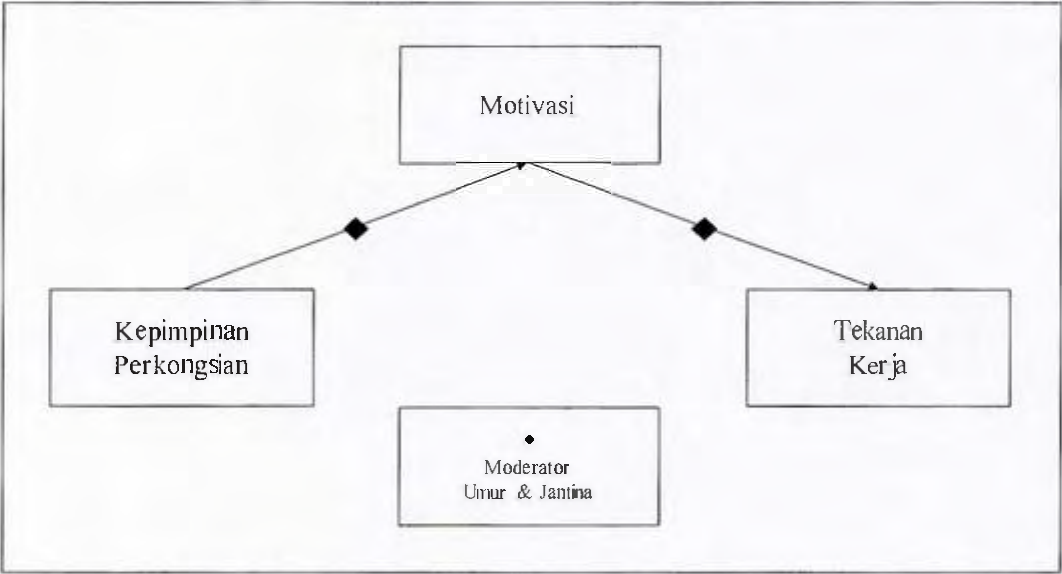 Motivasi
Kepimpinan
Perkongsian
Tekanan
Kerja
Moderator
Umur & Jantina